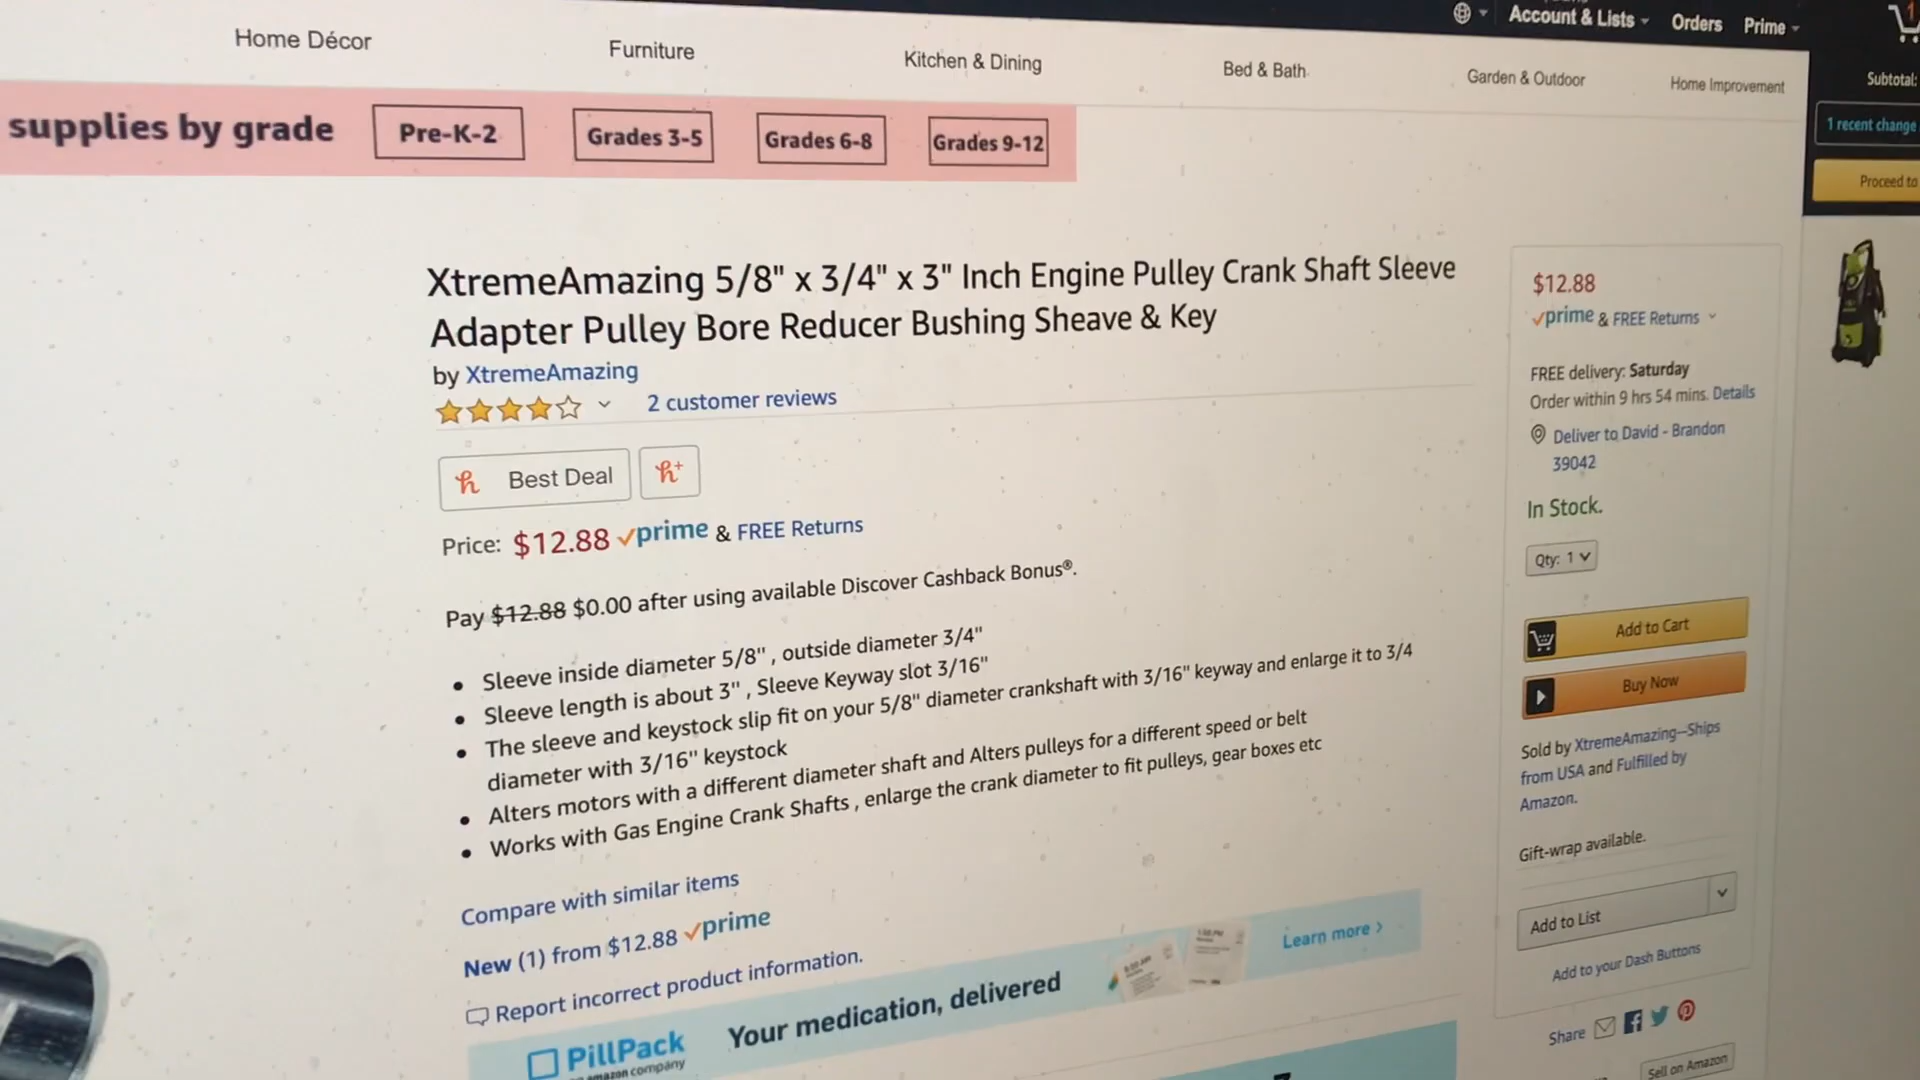 Account & Lists
Orders
Prime
Home Décor
Furniture
Kitchen & Dining
Bed & Bath
Garden & Outdoor
Home Improvement
Subtotal:
1 recent change
Proceed to
supplies by grade
Pre-K-2
Grades 3-5
Grades 6-8
Grades 9-12
XtremeAmazing 5/8" x 3/4" x 3" Inch Engine Pulley Crank Shaft Sleeve
Adapter Pulley Bore Reducer Bushing Sheave & Key
by XtremeAmazing
2 customer reviews
h Best Deal
h+
Price: $12.88 prime & FREE Returns
Pay $12.88 $0.00 after using available Discover Cashback Bonus®.
• Sleeve inside diameter 5/8" , outside diameter 3/4"
• Sleeve length is about 3" , Sleeve Keyway slot 3/16"
• The sleeve and keystock slip fit on your 5/8" diameter crankshaft with 3/16" keyway and enlarge it to 3/4
diameter with 3/16" keystock
• Alters motors with a different diameter shaft and Alters pulleys for a different speed or belt
• Works with Gas Engine Crank Shafts , enlarge the crank diameter to fit pulleys, gear boxes etc
Compare with similar items
New (1) from $12.88 prime
Report incorrect product information.
PillPack
amazon company
Your medication, delivered
Learn more ›
$12.88
prime & FREE Returns
FREE delivery: Saturday
Order within 9 hrs 54 mins. Details
Deliver to David - Brandon
39042
In Stock.
Qty: 1
Add to Cart
Buy Now
Sold by XtremeAmazing--Ships
from USA and Fulfilled by
Amazon.
Gift-wrap available.
Add to List
Add to your Dash Buttons
Share
Sell on Amazon